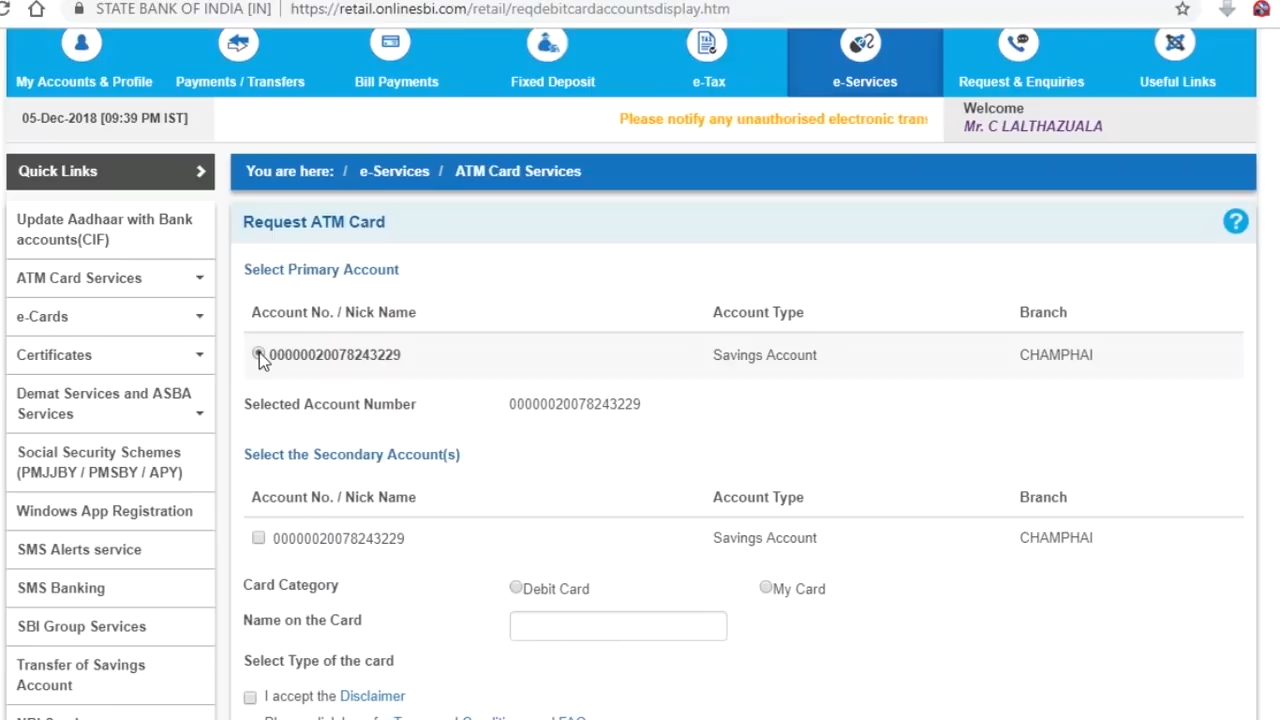 STATE BANK OF INDIA [IN] https://retail.onlinesbi.com/retail/reqdebitcardaccountsdisplay.htm
My Accounts & Profile Payments / Transfers Bill Payments Fixed Deposit e-Tax e-Services Request & Enquiries Useful Links
05-Dec-2018 [09:39 PM IST]
Please notify any unauthorised electronic tran
Welcome
Mr. C LALTHAZUALA
Quick Links
Update Aadhaar with Bank
accounts(CIF)
ATM Card Services
e-Cards
Certificates
Demat Services and ASBA
Services
Social Security Schemes
(PMJJBY / PMSBY / APY)
Windows App Registration
SMS Alerts service
SMS Banking
SBI Group Services
Transfer of Savings
Account
You are here: / e-Services / ATM Card Services
Request ATM Card ?
Select Primary Account
Account No. / Nick Name Account Type Branch
00000020078243229 Savings Account CHAMPHAI
Selected Account Number 00000020078243229
Select the Secondary Account(s)
Account No. / Nick Name Account Type Branch
00000020078243229 Savings Account CHAMPHAI
Card Category Debit Card My Card
Name on the Card
Select Type of the card
I accept the Disclaimer